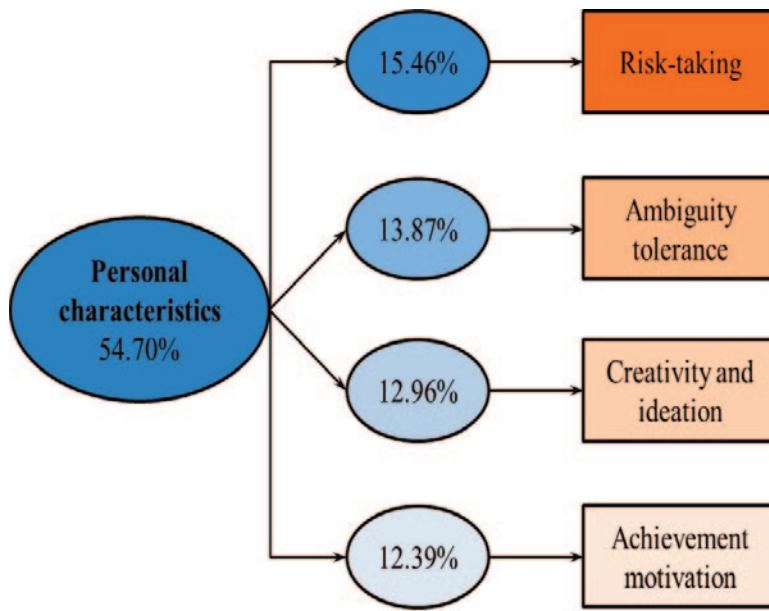 15.46%
Risk-taking
13.87%
Ambiguity
tolerance
Personal
characteristics
54.70%
12.96%
Creativity and
ideation
12.39%
Achievement
motivation